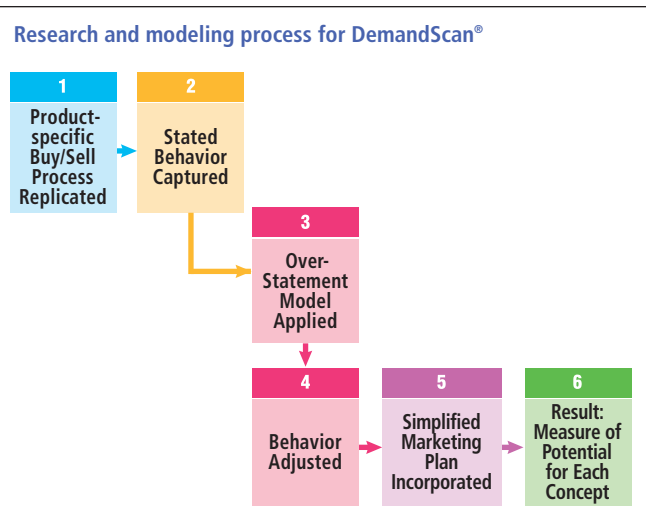 Research and modeling process for DemandScan®
1
Product-
specific
Buy/Sell
Process
Replicated
2
Stated
Behavior
Captured
3
Over-
Statement
Model
Applied
4
Behavior
Adjusted
5
Simplified
Marketing
Plan
Incorporated
6
Result:
Measure of
Potential
for Each
Concept